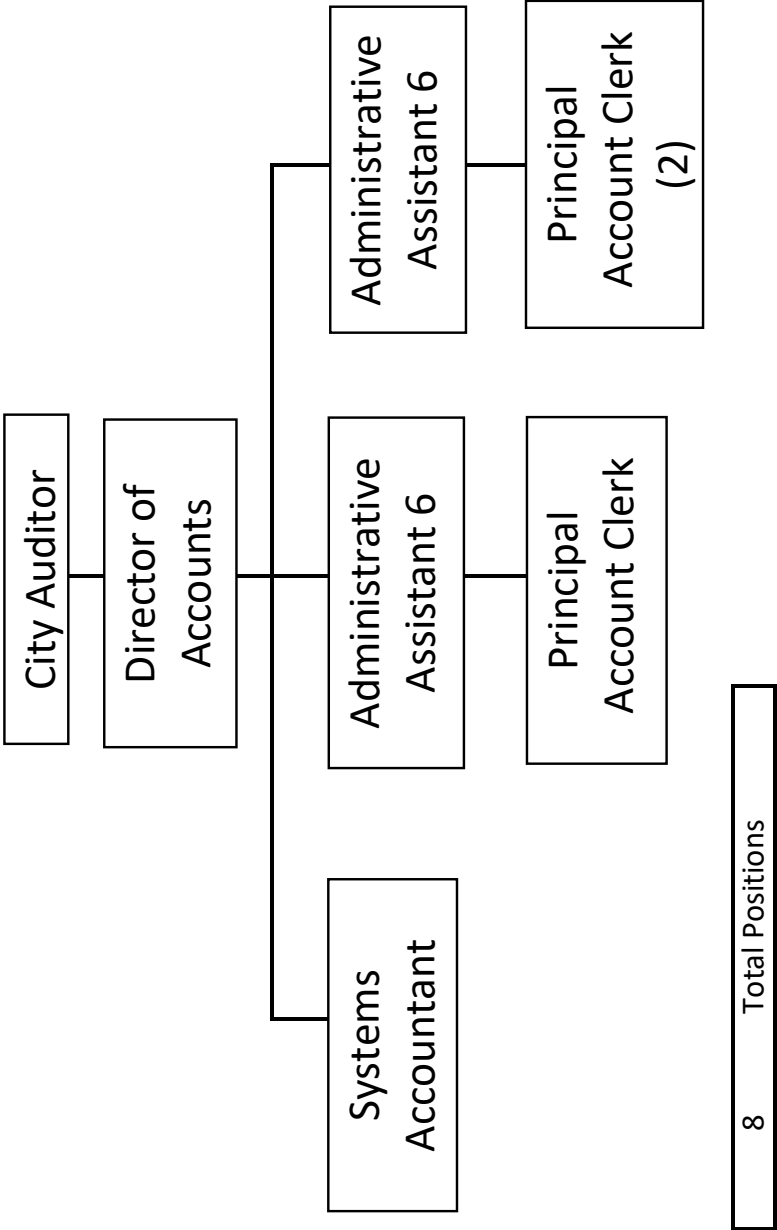 City Auditor
Director of
Accounts
Systems
Accountant
Administrative
Assistant 6
Administrative
Assistant 6
Principal
Account Clerk
Principal
Account Clerk
(2)
8 Total Positions